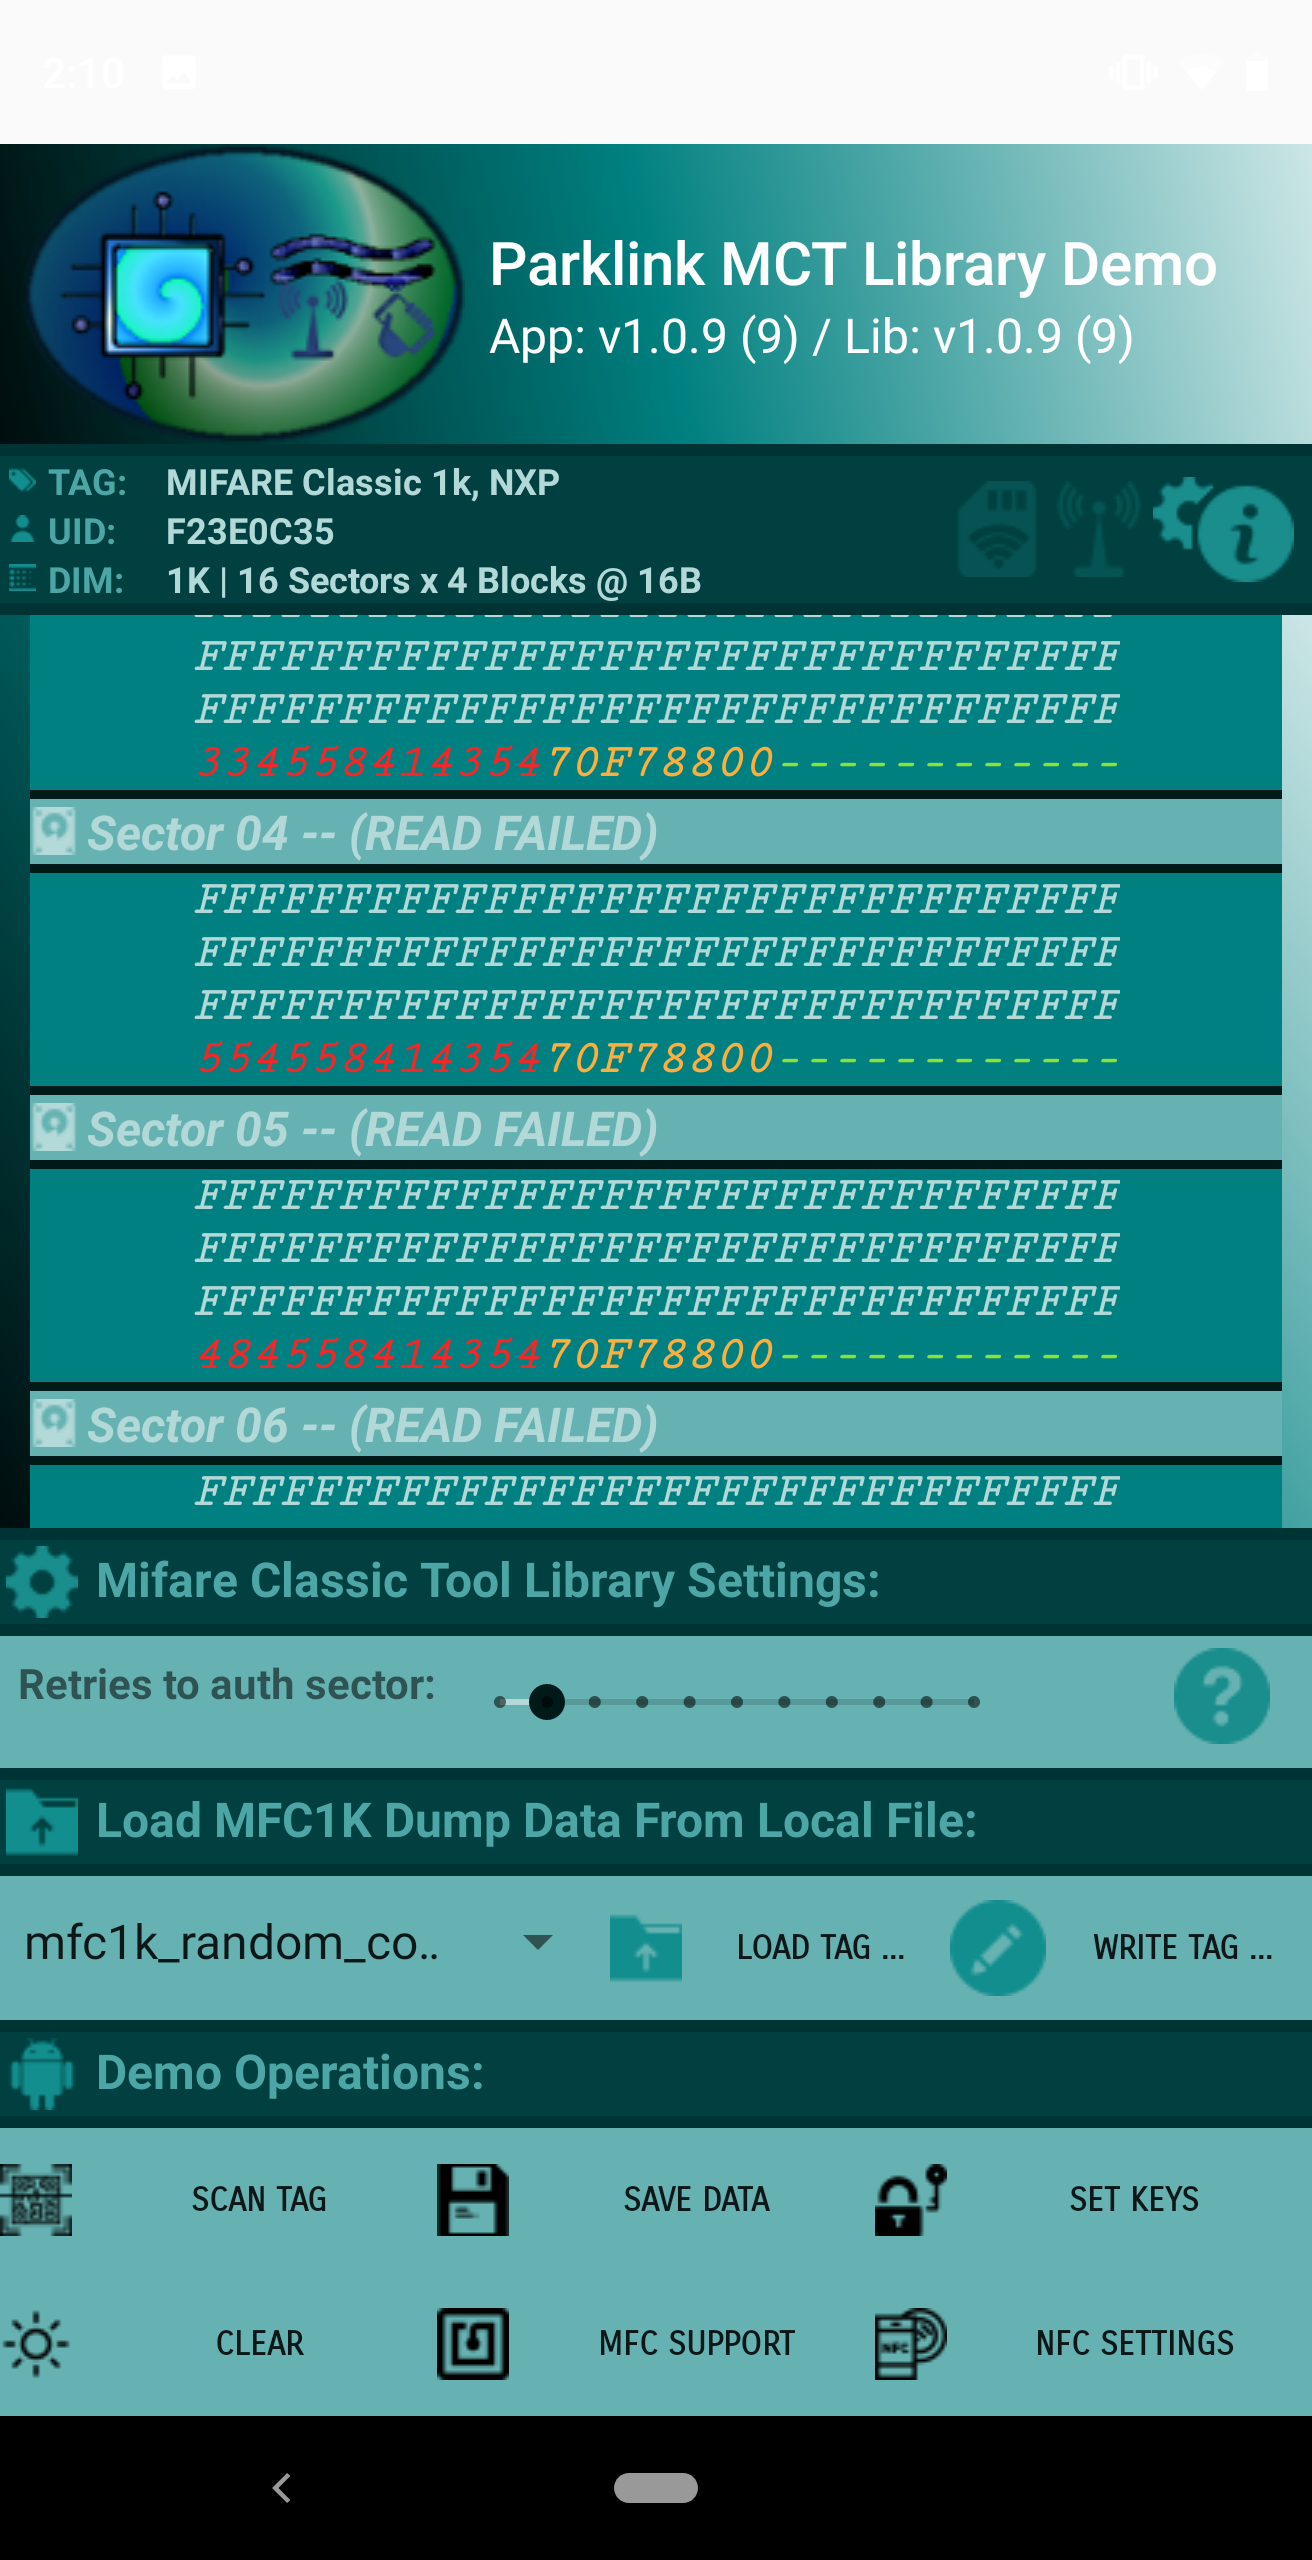 2:10
Parklink MCT Library Demo
App: v1.0.9 (9) / Lib: v1.0.9 (9)
TAG: MIFARE Classic 1k, NXP
UID: F23E0C35
DIM: 1K | 16 Sectors x 4 Blocks @ 16B
FFFFFFFFFFFFFFFFFFFFFFFFFFFFFFFF
FFFFFFFFFFFFFFFFFFFFFFFFFFFFFFFF
33455841435470F78800------------
Sector 04 -- (READ FAILED)
FFFFFFFFFFFFFFFFFFFFFFFFFFFFFFFF
FFFFFFFFFFFFFFFFFFFFFFFFFFFFFFFF
FFFFFFFFFFFFFFFFFFFFFFFFFFFFFFFF
55455841435470F78800------------
Sector 05 -- (READ FAILED)
FFFFFFFFFFFFFFFFFFFFFFFFFFFFFFFF
FFFFFFFFFFFFFFFFFFFFFFFFFFFFFFFF
FFFFFFFFFFFFFFFFFFFFFFFFFFFFFFFF
48455841435470F78800------------
Sector 06 -- (READ FAILED)
FFFFFFFFFFFFFFFFFFFFFFFFFFFFFFFF
Mifare Classic Tool Library Settings:
Retries to auth sector:
Load MFC1K Dump Data From Local File:
mfc1k_random_co.. LOAD TAG ... WRITE TAG ...
Demo Operations:
SCAN TAG SAVE DATA SET KEYS
CLEAR MFC SUPPORT NFC SETTINGS